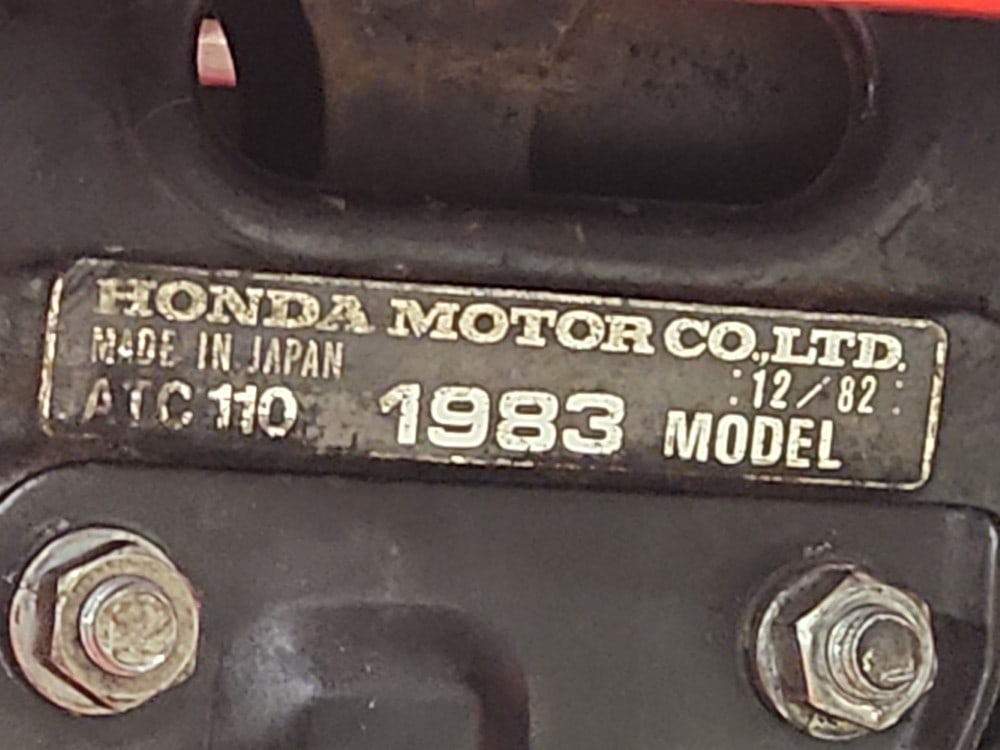 HONDA MOTOR CO.,LTD.
MADE IN JAPAN
:12/82:
ATC 110 1983 MODEL